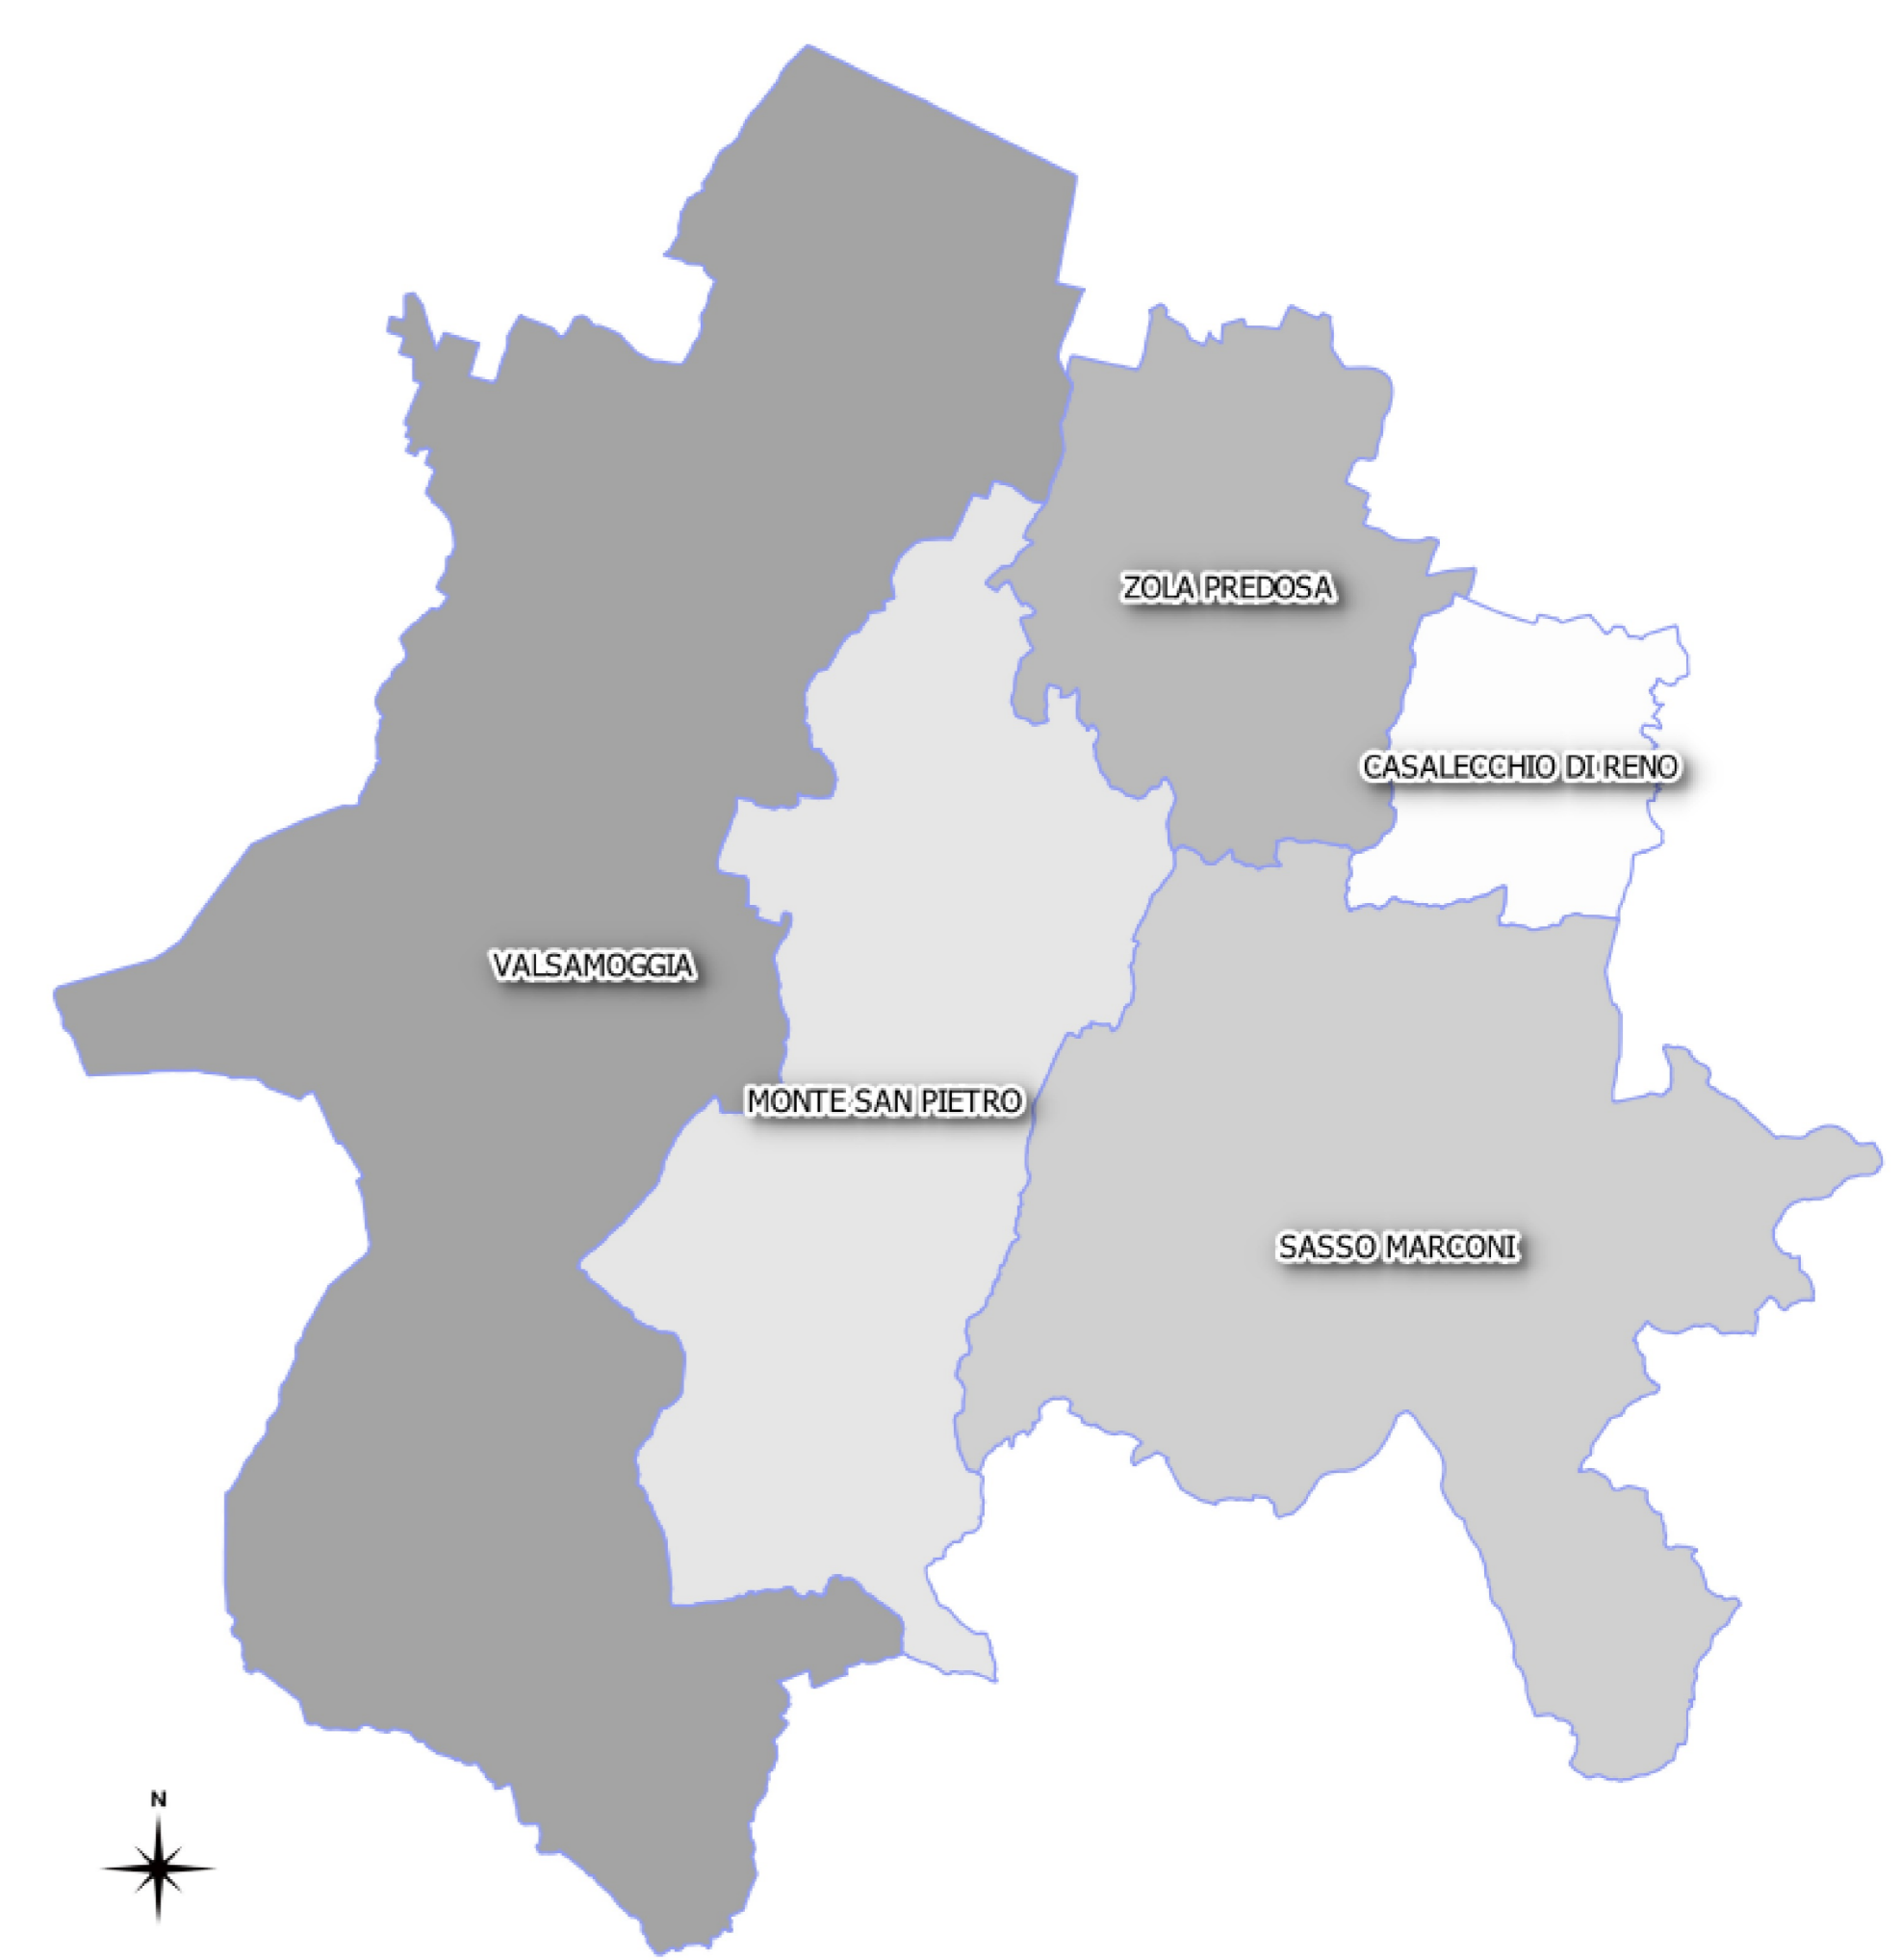 ZOLA PREDOSA
CASALECCHIO DI RENO
VALSAMOGGIA
MONTE SAN PIETRO
SASSO MARCONI
N